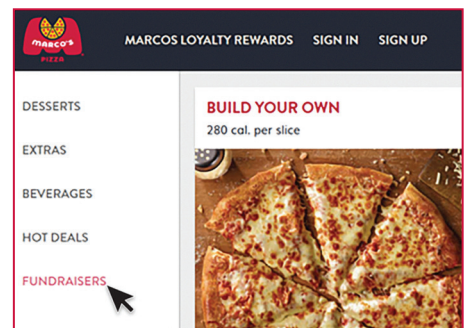 MARCO'S
PIZZA
MARCOS LOYALTY REWARDS SIGN IN SIGN UP
DESSERTS
EXTRAS
BEVERAGES
HOT DEALS
FUNDRAISERS
BUILD YOUR OWN
280 cal. per slice